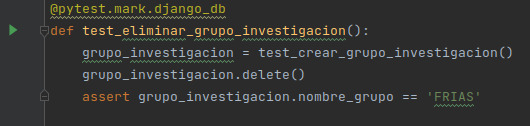 @pytest.mark.django_db
def test_eliminar_grupo_investigacion():
grupo_investigacion = test_crear_grupo_investigacion()
grupo_investigacion.delete()
assert grupo_investigacion.nombre_grupo == 'FRIAS'